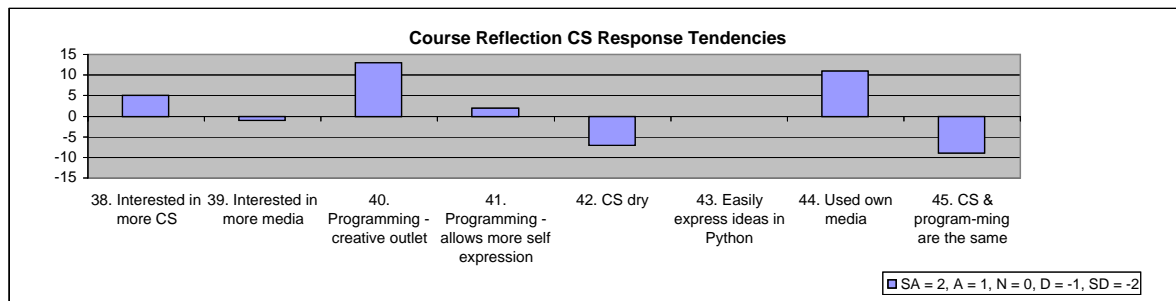 Course Reflection CS Response Tendencies
15
10
5
0
-5
-10
-15
38. Interested in
more CS
39. Interested in
more media
40.
Programming -
creative outlet
41.
Programming -
allows more self
expression
42. CS dry
43. Easily
express ideas in
Python
44. Used own
media
45. CS &
program-ming
are the same
SA = 2, A = 1, N = 0, D = -1, SD = -2